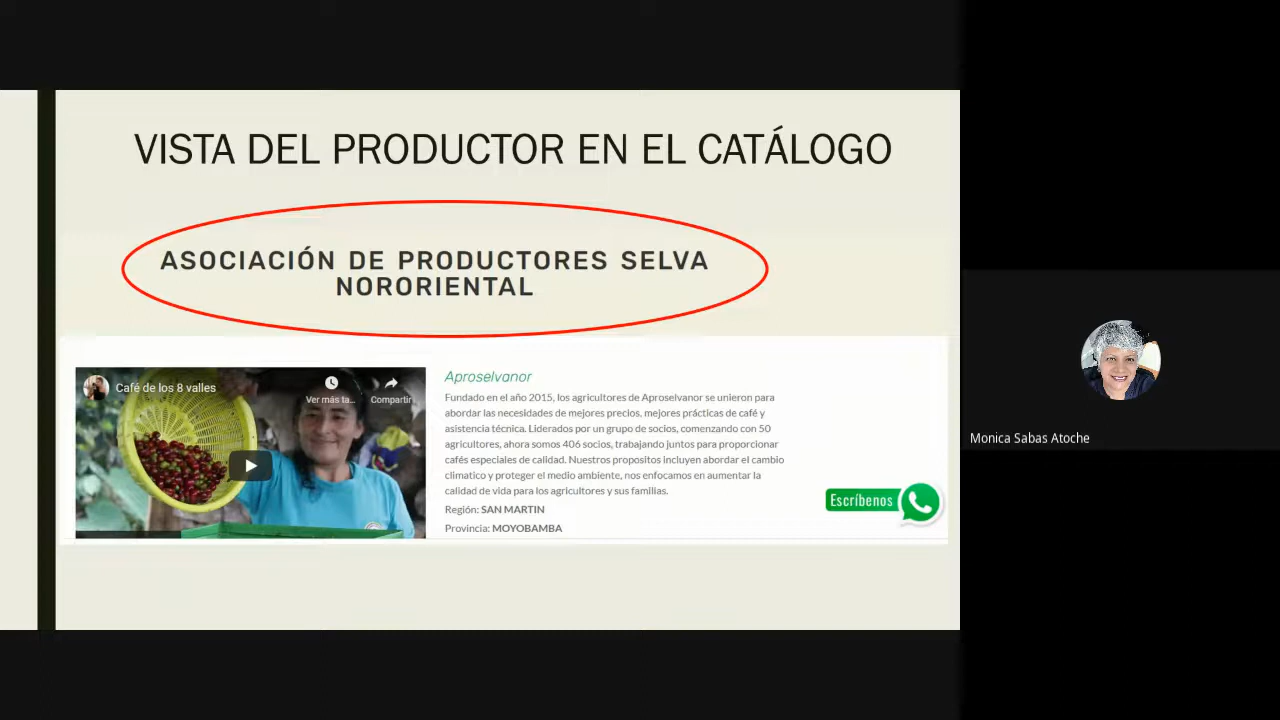 VISTA DEL PRODUCTOR EN EL CATÁLOGO
ASOCIACIÓN DE PRODUCTORES SELVA
NORORIENTAL
Café de los 8 valles
Ver más ta...
Compartir
Aproselvanor
Fundado en el año 2015, los agricultores de Aproselvanor se unieron para
abordar las necesidades de mejores precios, mejores prácticas de café y
asistencia técnica. Liderados por un grupo de socios, comenzando con 50
agricultores, ahora somos 406 socios, trabajando juntos para proporcionar
cafés especiales de calidad. Nuestros propositos incluyen abordar el cambio
climatico y proteger el medio ambiente, nos enfocamos en aumentar la
calidad de vida para los agricultores y sus familias.
Región: SAN MARTIN
Provincia: MOYOBAMBA
Escríbenos
Monica Sabas Atoche